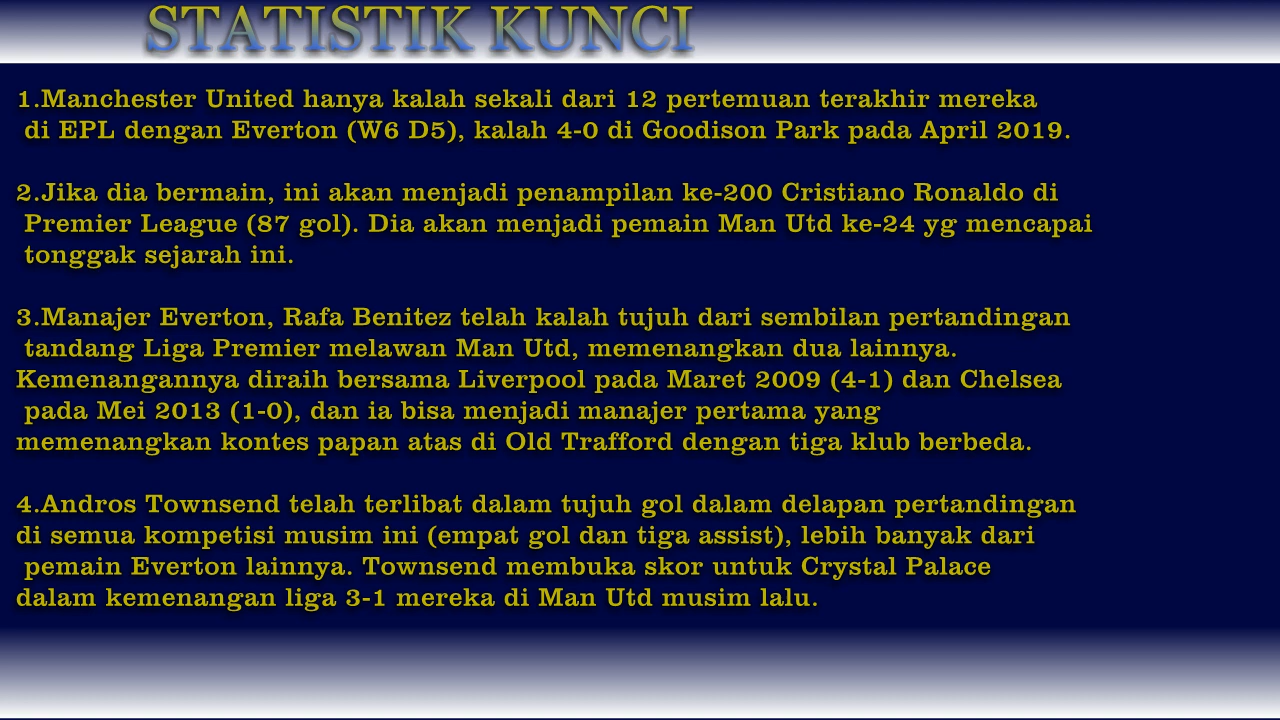 STATISTIK KUNCI
1.Manchester United hanya kalah sekali dari 12 pertemuan terakhir mereka
di EPL dengan Everton (W6 D5), kalah 4-0 di Goodison Park pada April 2019.
2.Jika dia bermain, ini akan menjadi penampilan ke-200 Cristiano Ronaldo di
Premier League (87 gol). Dia akan menjadi pemain Man Utd ke-24 yg mencapai
tonggak sejarah ini.
3.Manajer Everton, Rafa Benitez telah kalah tujuh dari sembilan pertandingan
tandang Liga Premier melawan Man Utd, memenangkan dua lainnya.
Kemenangannya diraih bersama Liverpool pada Maret 2009 (4-1) dan Chelsea
pada Mei 2013 (1-0), dan ia bisa menjadi manajer pertama yang
memenangkan kontes papan atas di Old Trafford dengan tiga klub berbeda.
4.Andros Townsend telah terlibat dalam tujuh gol dalam delapan pertandingan
di semua kompetisi musim ini (empat gol dan tiga assist), lebih banyak dari
pemain Everton lainnya. Townsend membuka skor untuk Crystal Palace
dalam kemenangan liga 3-1 mereka di Man Utd musim lalu.